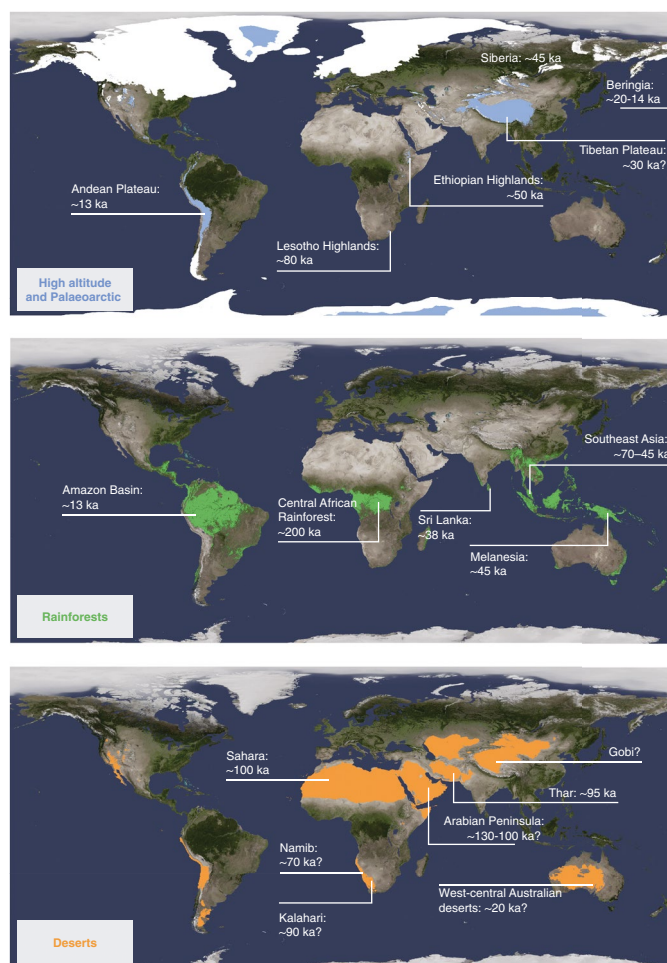 Siberia: ~45 ka
Beringia:
~20-14 ka
Tibetan Plateau:
~30 ka?
Ethiopian Highlands:
~50 ka
Andean Plateau:
~13 ka
Lesotho Highlands:
~80 ka
High altitude
and Palaeoarctic
Southeast Asia:
~70–45 ka
Amazon Basin:
~13 ka
Central African
Rainforest:
~200 ka
Sri Lanka:
~38 ka
Melanesia:
~45 ka
Rainforests
Gobi?
Sahara:
~100 ka
Thar: ~95 ka
Arabian Peninsula:
~130-100 ka?
Namib:
~70 ka?
West-central Australian
deserts: ~20 ka?
Kalahari:
~90 ka?
Deserts